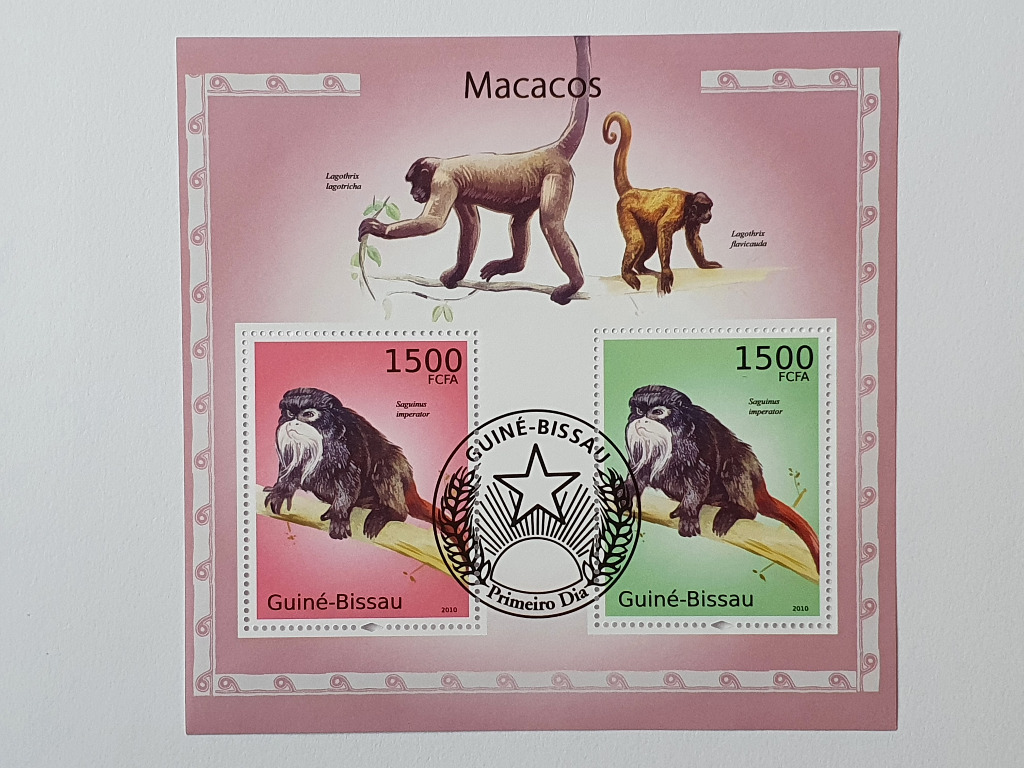 Macacos
Lagothrix
lagotricha
Lagothrix
flavicauda
1500
FCFA
Saguinus
imperator
Guiné-Bissau
2010
GUINÉ-BISSAU
Primeiro Dia
1500
FCFA
Saguinus
imperator
Guiné-Bissau
2010